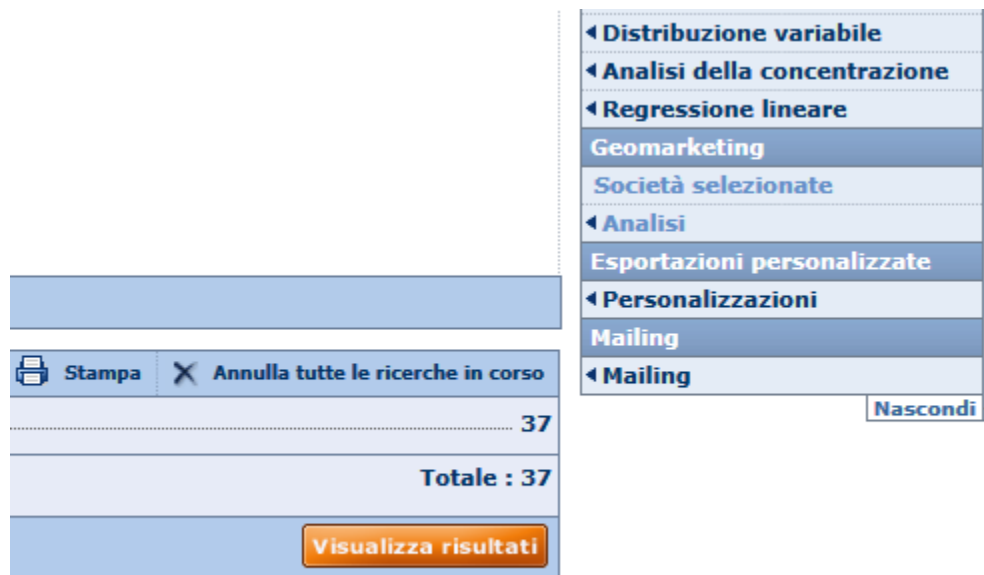 Distribuzione variabile
Analisi della concentrazione
Regressione lineare
Geomarketing
Società selezionate
Analisi
Esportazioni personalizzate
Personalizzazioni
Mailing
Mailing
Nascondi
Stampa Annulla tutte le ricerche in corso
37
Totale : 37
Visualizza risultati